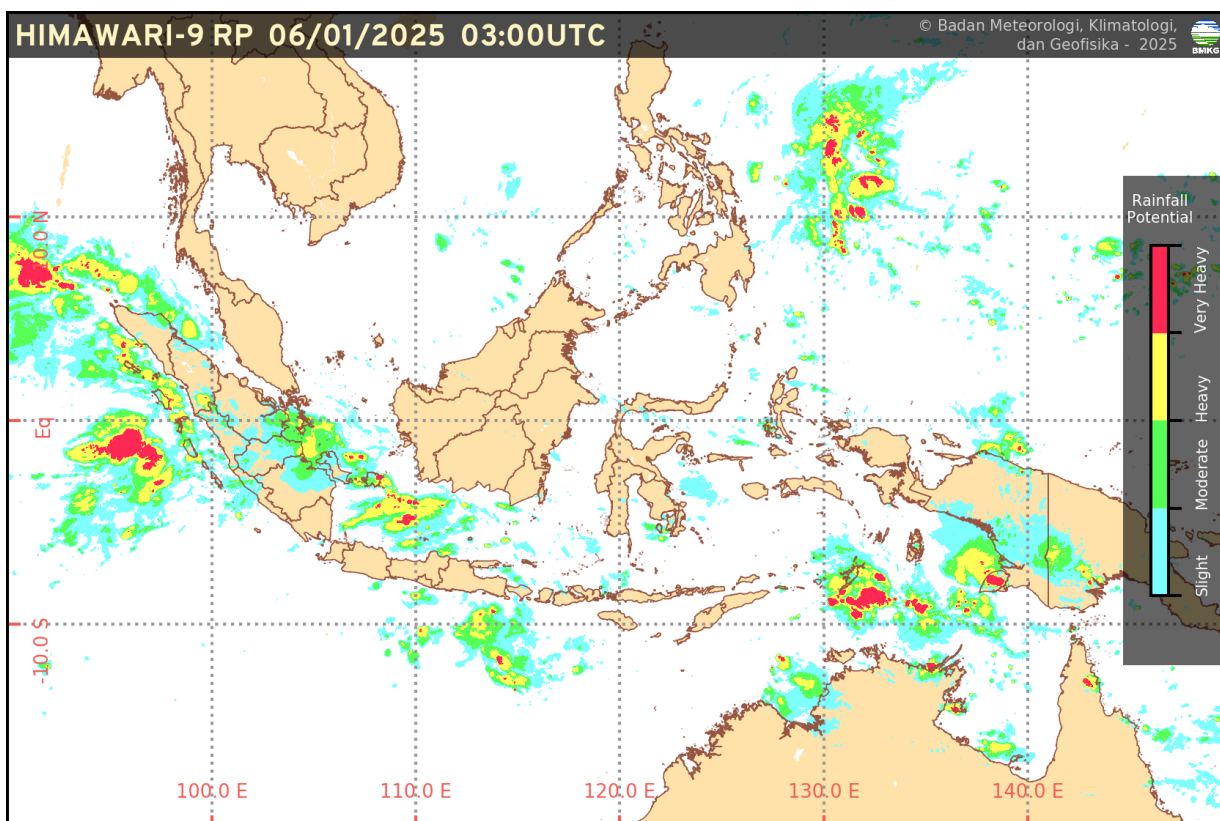 HIMAWARI-9 RP 06/01/2025 03:00UTC
© Badan Meteorologi, Klimatologi,
dan Geofisika - 2025
BMKG
Rainfall
Potential
Very Heavy
Heavy
Moderate
Slight
10.0 N
Eq
-10.0 S
100.0 E
110.0 E
120.0 E
130.0 E
140.0 E